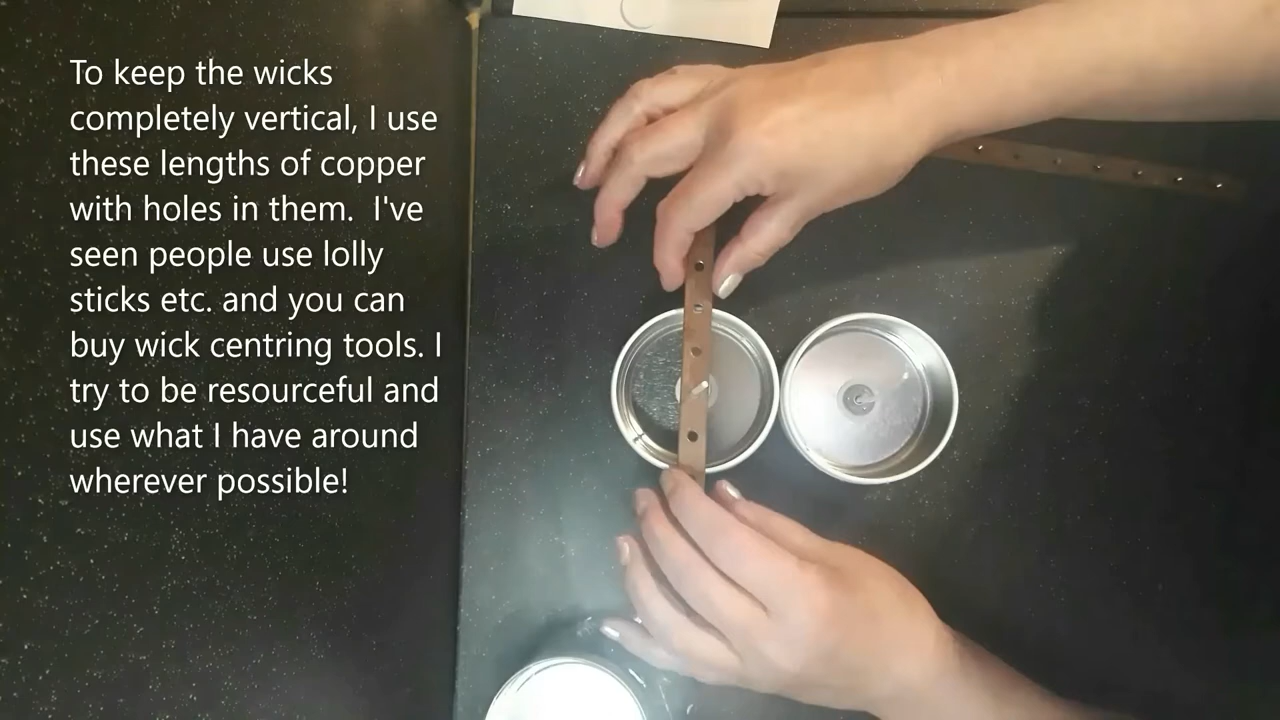 To keep the wicks
completely vertical, I use
these lengths of copper
with holes in them.  I've
seen people use lolly
sticks etc. and you can
buy wick centring tools. I
try to be resourceful and
use what I have around
wherever possible!